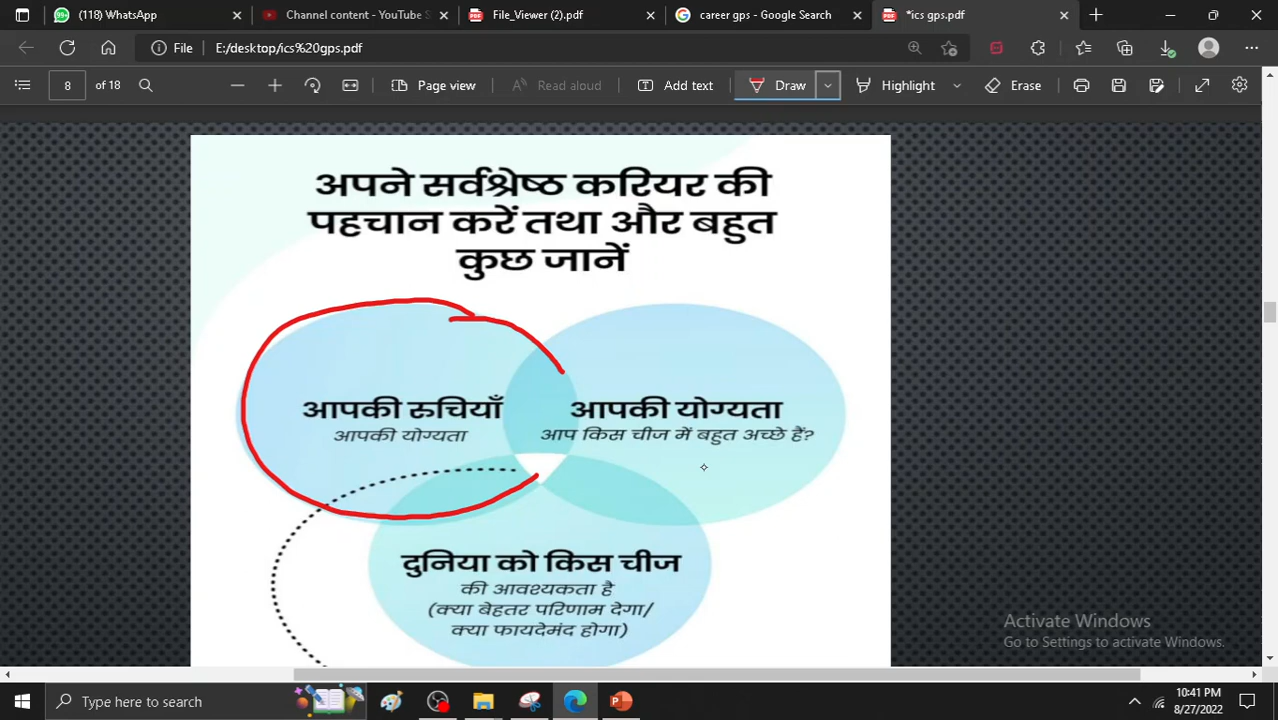 (118) WhatsApp
Channel content - YouTube S
File_Viewer (2).pdf
career gps - Google Search
*ics gps.pdf
File
E:/desktop/ics%20gps.pdf
8 of 18
Page view
Read aloud
Add text
Draw
Highlight
Erase
अपने सर्वश्रेष्ठ करियर की
पहचान करें तथा और बहुत
कुछ जानें
आपकी रुचियाँ
आपकी योग्यता
आपकी योग्यता
आप किस चीज में बहुत अच्छे हैं?
दुनिया को किस चीज
की आवश्यकता है
(क्या बेहतर परिणाम देगा/
क्या फायदेमंद होगा)
Activate Windows
Go to Settings to activate Windows.
Type here to search
10:41 PM
8/27/2022